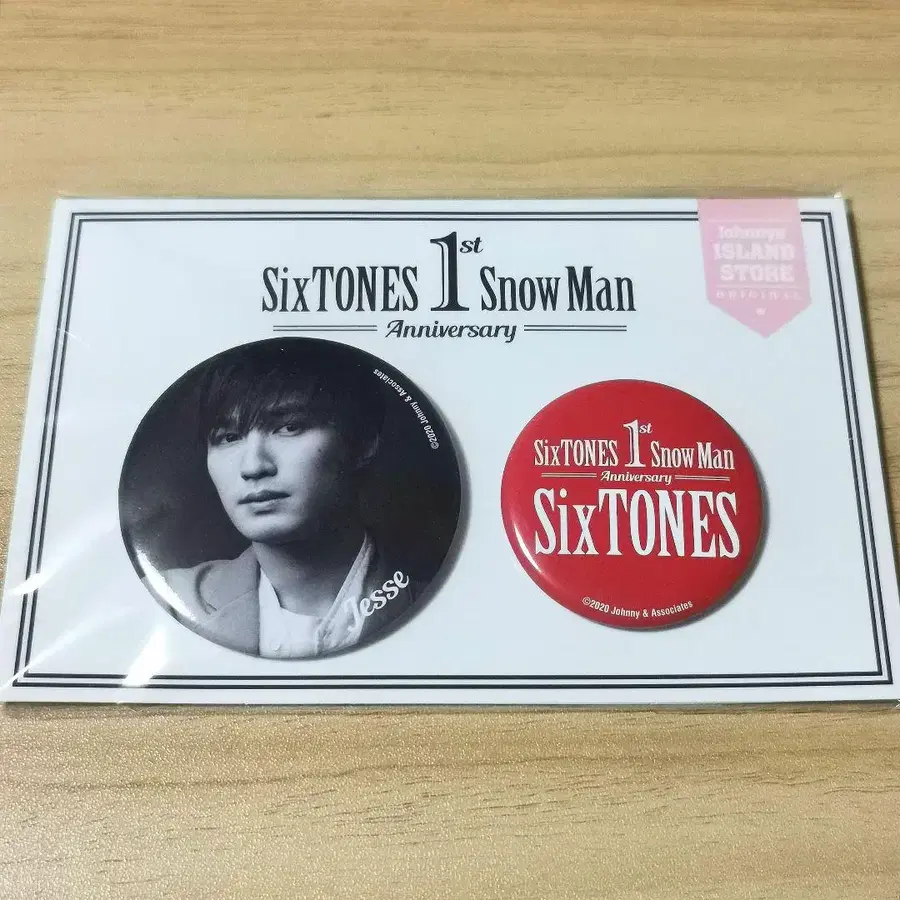 SixTONES 1st Snow Man
Anniversary
Johnnys'
ISLAND
STORE
ORIGINAL
©2020 Johnny & Associates
Jesse
SixTONES 1st Snow Man
Anniversary
SixTONES
©2020 Johnny & Associates